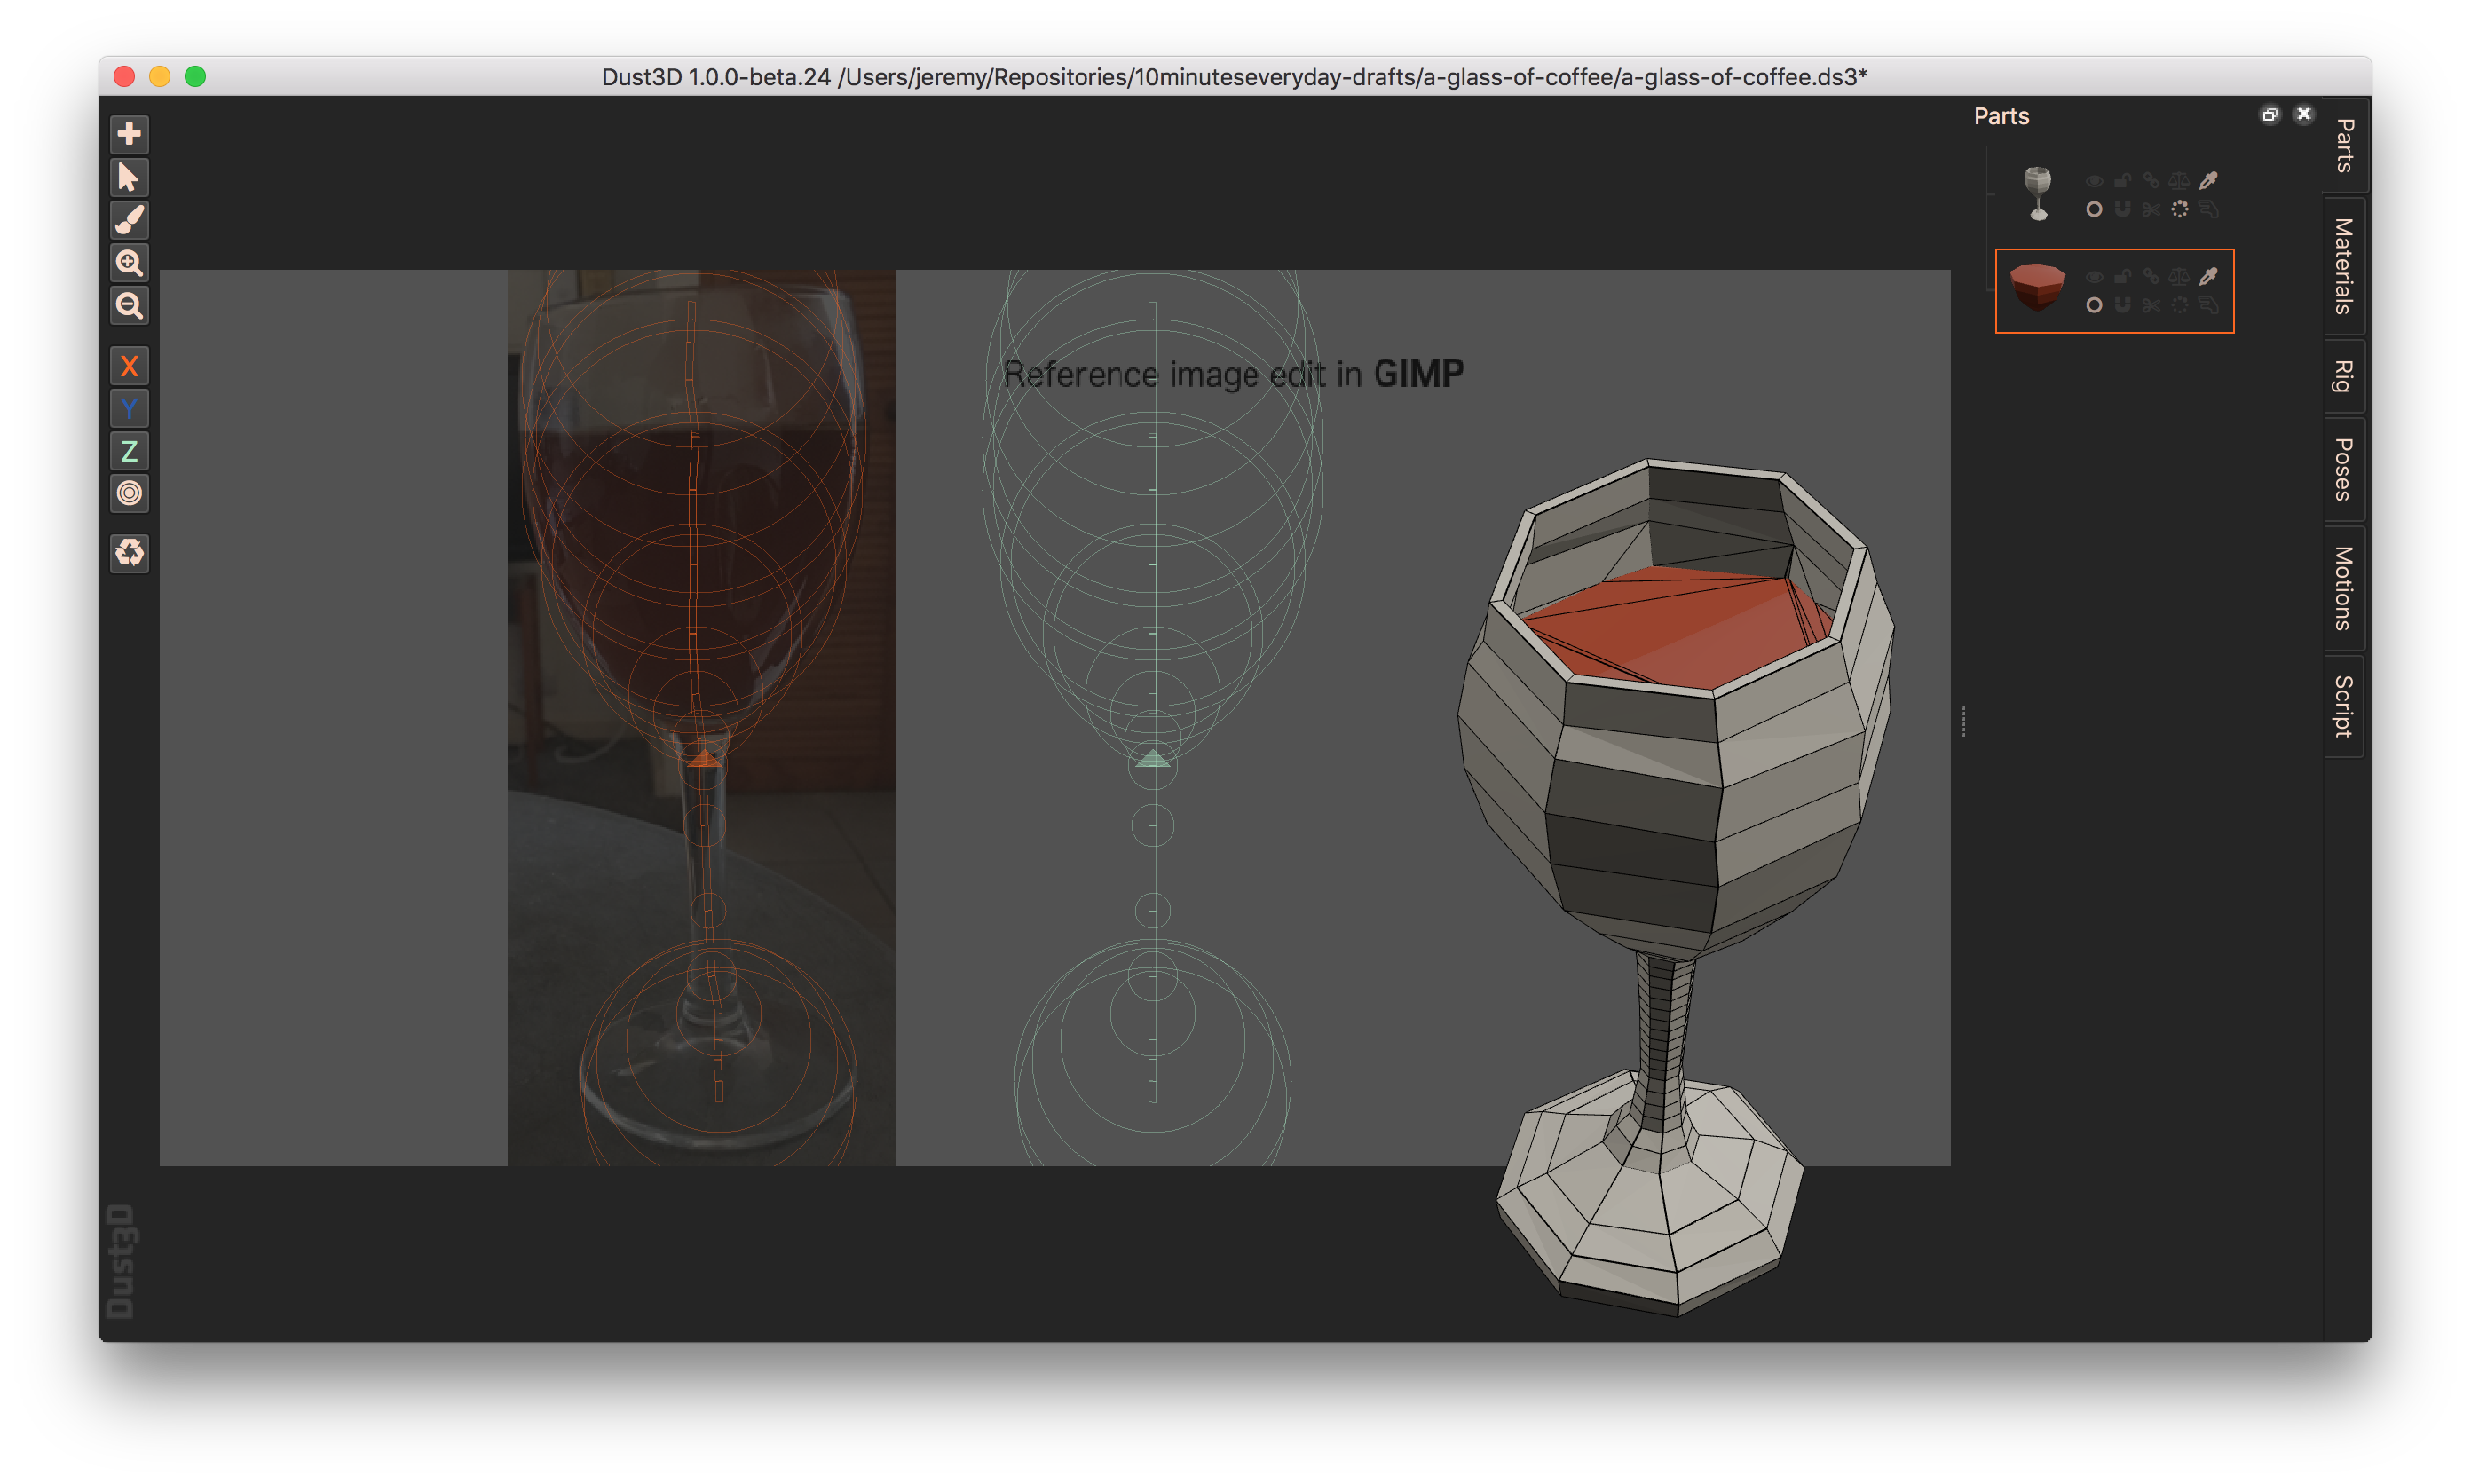 Dust3D 1.0.0-beta.24 /Users/jeremy/Repositories/10minuteseveryday-drafts/a-glass-of-coffee/a-glass-of-coffee.ds3*
X
Y
Z
Dust3D
Reference image edit in GIMP
Parts
Parts
Materials
Rig
Poses
Motions
Script